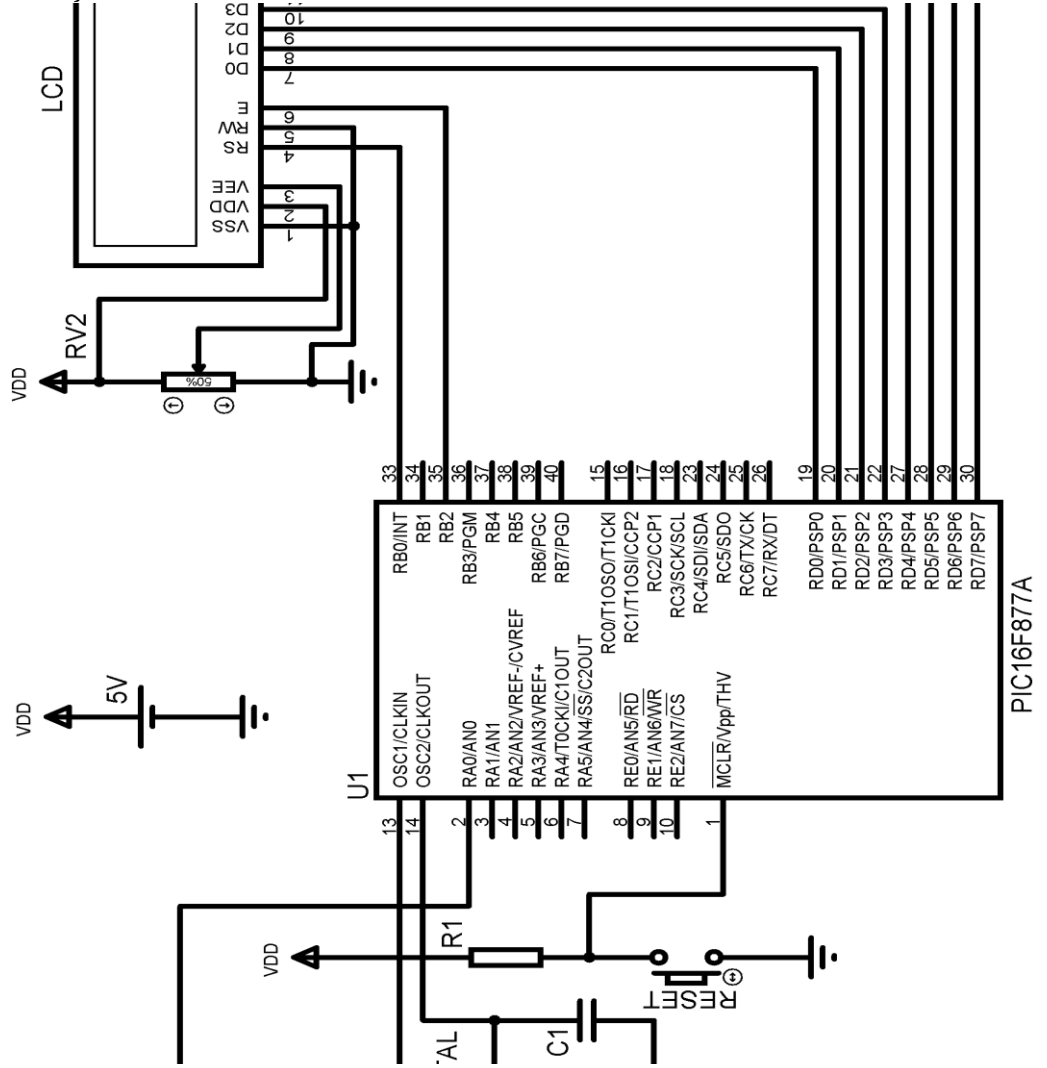 LCD
D3
10
D2
9
D1
8
D0
7
E
6
RW
5
RS
4
VEE
3
VDD
2
VSS
1
RV2
VDD
50%
33
34
35
36
37
38
39
40
15
16
17
18
23
24
25
26
19
20
21
22
27
28
29
30
RB0/INT
RB1
RB2
RB3/PGM
RB4
RB5
RB6/PGC
RB7/PGD
RC0/T1OSO/T1CKI
RC1/T1OSI/CCP2
RC2/CCP1
RC3/SCK/SCL
RC4/SDI/SDA
RC5/SDO
RC6/TX/CK
RC7/RX/DT
RD0/PSP0
RD1/PSP1
RD2/PSP2
RD3/PSP3
RD4/PSP4
RD5/PSP5
RD6/PSP6
RD7/PSP7
PIC16F877A
VDD
5V
U1
OSC1/CLKIN
OSC2/CLKOUT
RA0/AN0
RA1/AN1
RA2/AN2/VREF-/CVREF
RA3/AN3/VREF+
RA4/T0CKI/C1OUT
RA5/AN4/SS/C2OUT
RE0/AN5/RD
RE1/AN6/WR
RE2/AN7/CS
MCLR/Vpp/THV
13
14
2
3
4
5
6
7
8
9
10
1
VDD
R1
RESET
TAL
C1